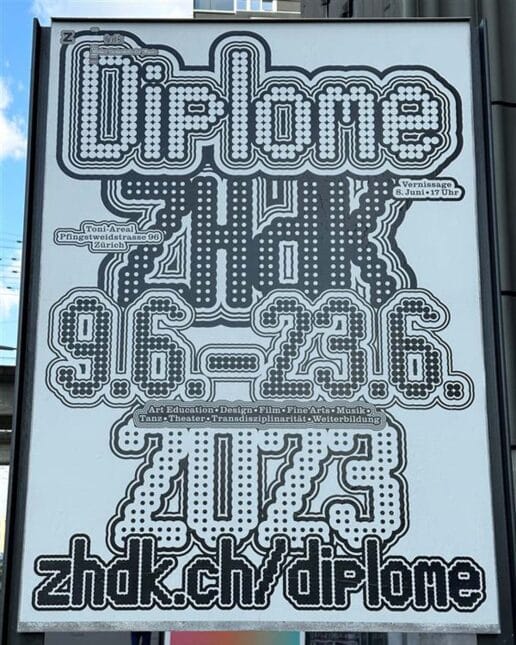 Diplome
ZHdK
Vernissage
8. Juni • 17 Uhr
Toni-Areal
Pfingstweidstrasse 96
Zürich
9.6.–23.6.
Art Education • Design • Film • Fine Arts • Musik •
Tanz • Theater • Transdisziplinarität • Weiterbildung
2023
zhdk.ch/diplome